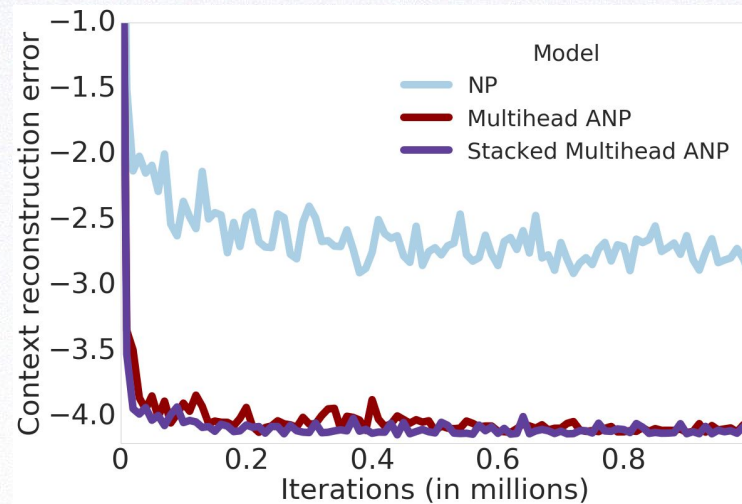 Context reconstruction error
−1.0
−1.5
−2.0
−2.5
−3.0
−3.5
−4.0
Model
NP
Multihead ANP
Stacked Multihead ANP
0 0.2 0.4 0.6 0.8
Iterations (in millions)